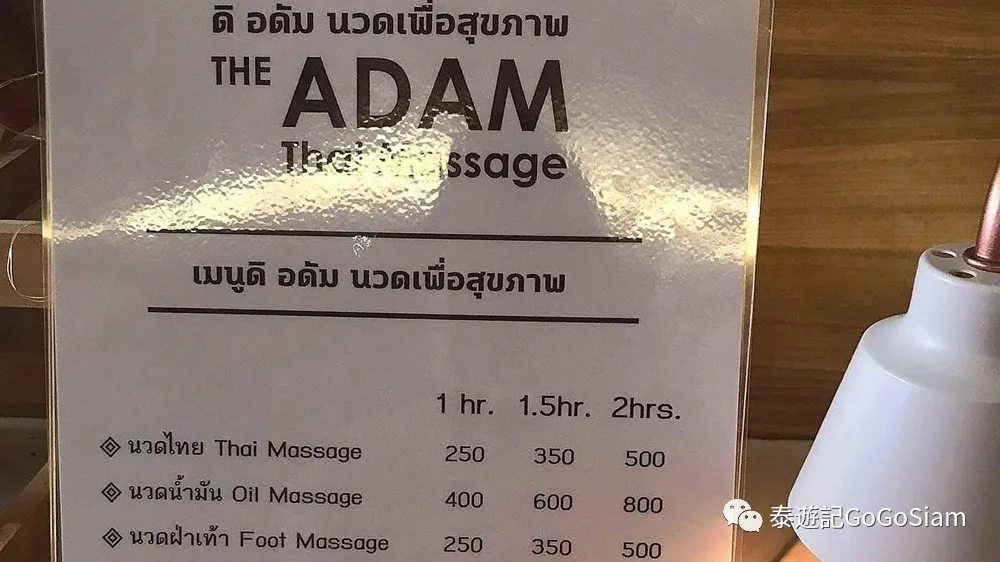 ดิ อดัม นวดเพื่อสุขภาพ
THE ADAM
Thai Massage
เมนูดิ อดัม นวดเพื่อสุขภาพ
1 hr. 1.5hr. 2hrs.
นวดไทย Thai Massage 250 350 500
นวดน้ำมัน Oil Massage 400 600 800
นวดฝ่าเท้า Foot Massage 250 350 500
泰遊記GoGoSiam